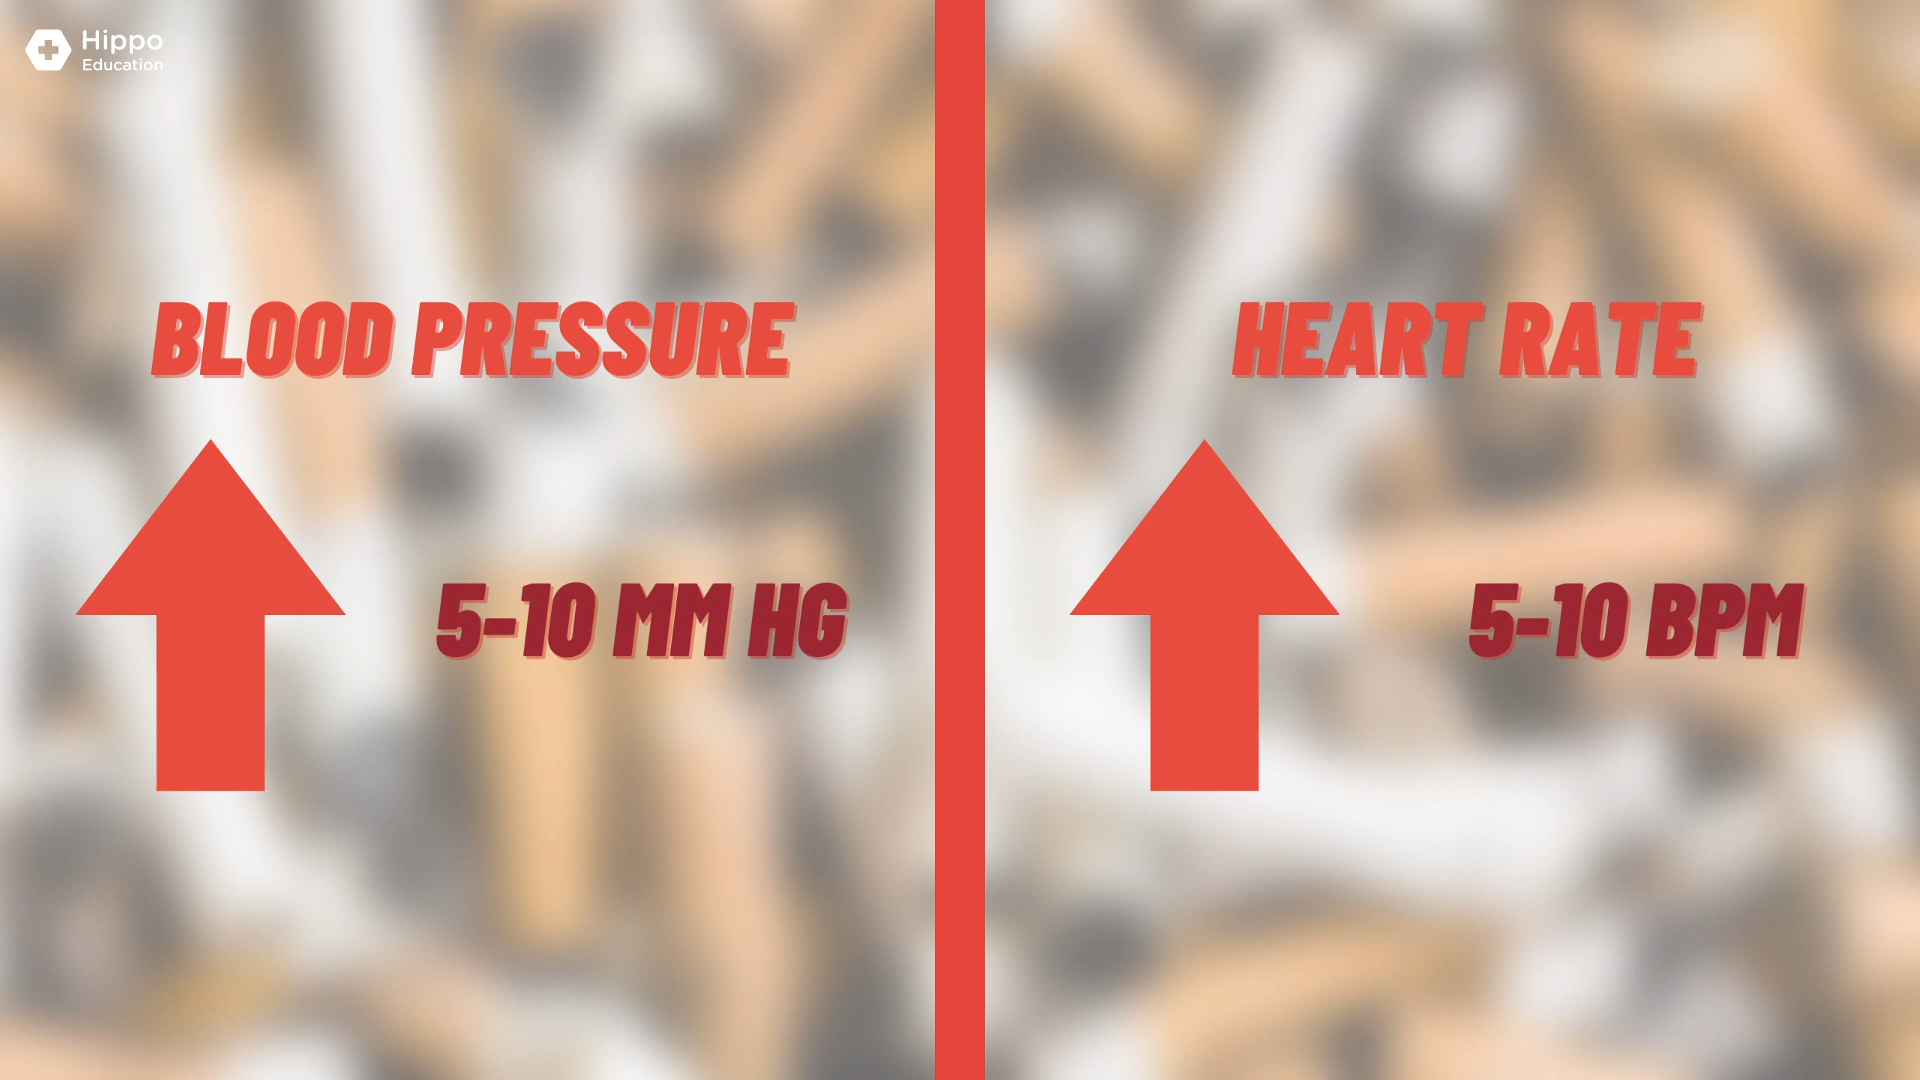 Hippo
Education
BLOOD PRESSURE
5-10 MM HG
HEART RATE
5-10 BPM